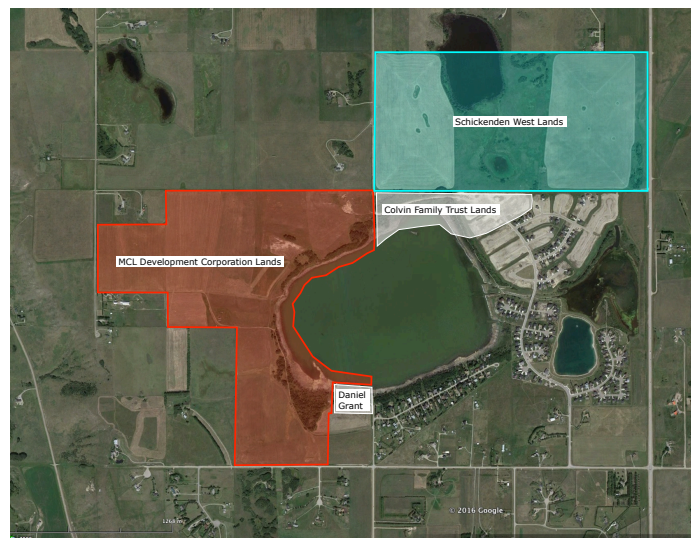 Schickenden West Lands
Colvin Family Trust Lands
MCL Development Corporation Lands
Daniel
Grant
© 2016 Google